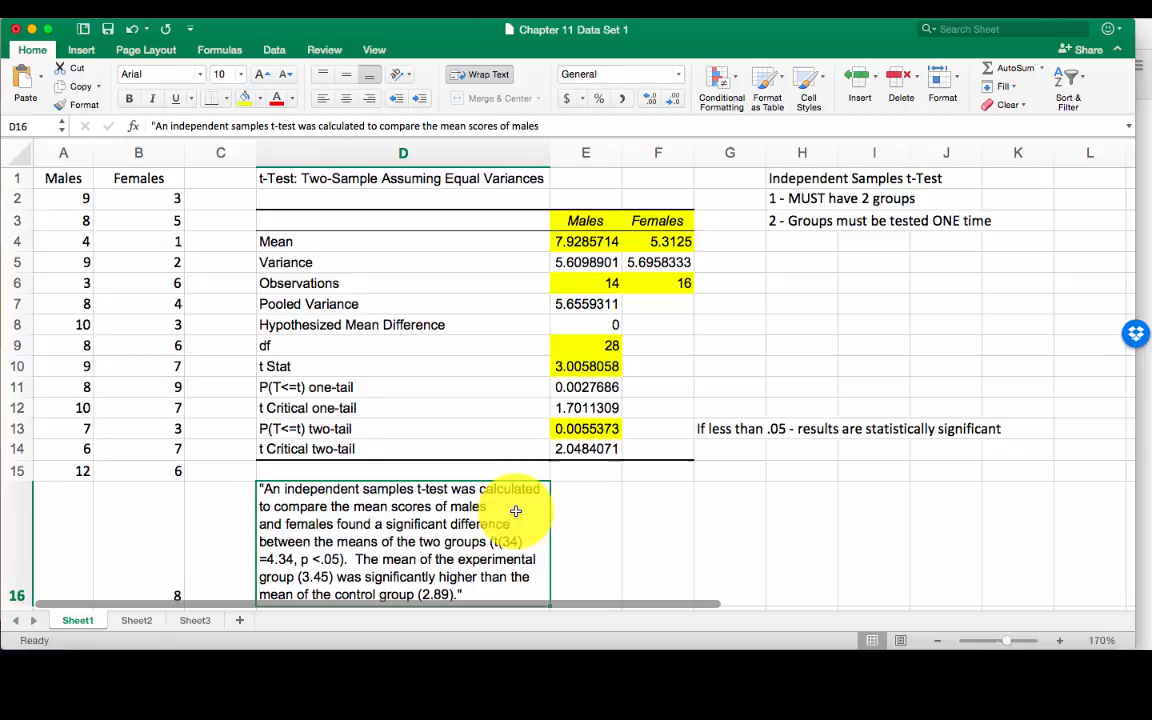 Chapter 11 Data Set 1
Search Sheet
Home Insert Page Layout Formulas Data Review View
Share
Paste
Cut
Copy
Format
Arial 10
B I U
Wrap Text
Merge & Center
General
$ %
Conditional Formatting
Format as Table
Cell Styles
Insert
Delete
Format
AutoSum
Fill
Clear
Sort & Filter
D16 fx "An independent samples t-test was calculated to compare the mean scores of males
A B C D E F G H I J K L
1 Males Females t-Test: Two-Sample Assuming Equal Variances Independent Samples t-Test
2 9 3 1 - MUST have 2 groups
3 8 5 Males Females 2 - Groups must be tested ONE time
4 4 1 Mean 7.9285714 5.3125
5 9 2 Variance 5.6098901 5.6958333
6 3 6 Observations 14 16
7 8 4 Pooled Variance 5.6559311
8 10 3 Hypothesized Mean Difference 0
9 8 6 df 28
10 9 7 t Stat 3.0058058
11 8 9 P(T<=t) one-tail 0.0027686
12 10 7 t Critical one-tail 1.7011309
13 7 3 P(T<=t) two-tail 0.0055373 If less than .05 - results are statistically significant
14 6 7 t Critical two-tail 2.0484071
15 12 6
"An independent samples t-test was calculated
to compare the mean scores of males
and females found a significant difference
between the means of the two groups (t(34)
=4.34, p <.05). The mean of the experimental
group (3.45) was significantly higher than the
mean of the control group (2.89)."
16 8
Sheet1 Sheet2 Sheet3 +
Ready
170%